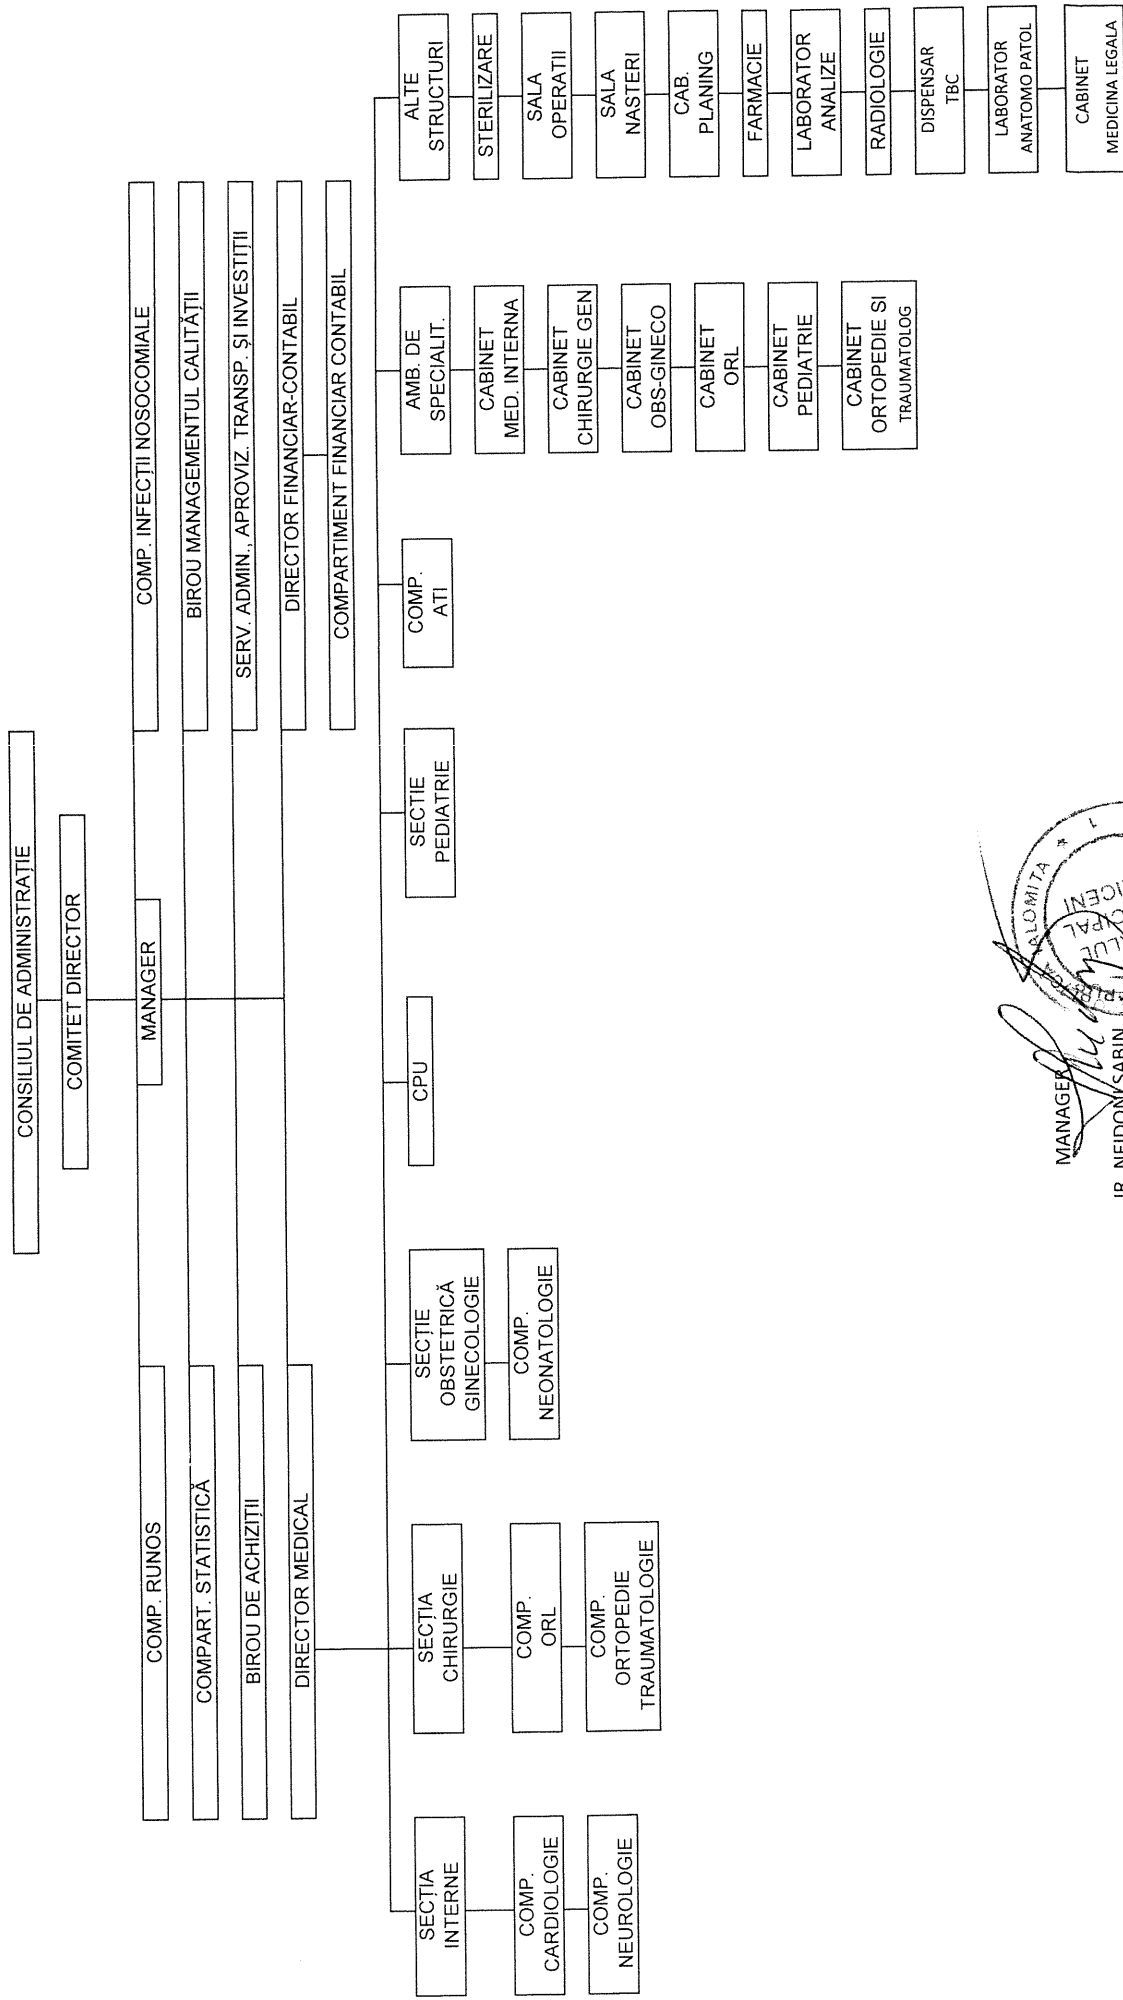 CONSILIUL DE ADMINISTRAȚIE
COMITET DIRECTOR
MANAGER
COMP. RUNOS
COMP. INFECȚII NOSOCOMIALE
COMPART. STATISTICĂ
BIROU MANAGEMENTUL CALITĂȚII
BIROU DE ACHIZIȚII
SERV. ADMIN., APROVIZ. TRANSP. ȘI INVESTIȚII
DIRECTOR MEDICAL
DIRECTOR FINANCIAR-CONTABIL
COMPARTIMENT FINANCIAR CONTABIL
SECȚIA
INTERNE
COMP.
CARDIOLOGIE
COMP.
NEUROLOGIE
SECȚIA
CHIRURGIE
COMP.
ORL
COMP.
ORTOPEDIE
TRAUMATOLOGIE
SECȚIE
OBSTETRICĂ
GINECOLOGIE
COMP.
NEONATOLOGIE
CPU
SECTIE
PEDIATRIE
COMP.
ATI
AMB. DE
SPECIALIT.
CABINET
MED. INTERNA
CABINET
CHIRURGIE GEN
CABINET
OBS-GINECO
CABINET
ORL
CABINET
PEDIATRIE
CABINET
ORTOPEDIE SI
TRAUMATOLOG
ALTE
STRUCTURI
STERILIZARE
SALA
OPERATII
SALA
NASTERI
CAB.
PLANING
FARMACIE
LABORATOR
ANALIZE
RADIOLOGIE
DISPENSAR
TBC
LABORATOR
ANATOMO PATOL
CABINET
MEDICINA LEGALA
MANAGER
NEIDONI SABIN
IALOMITA * 1